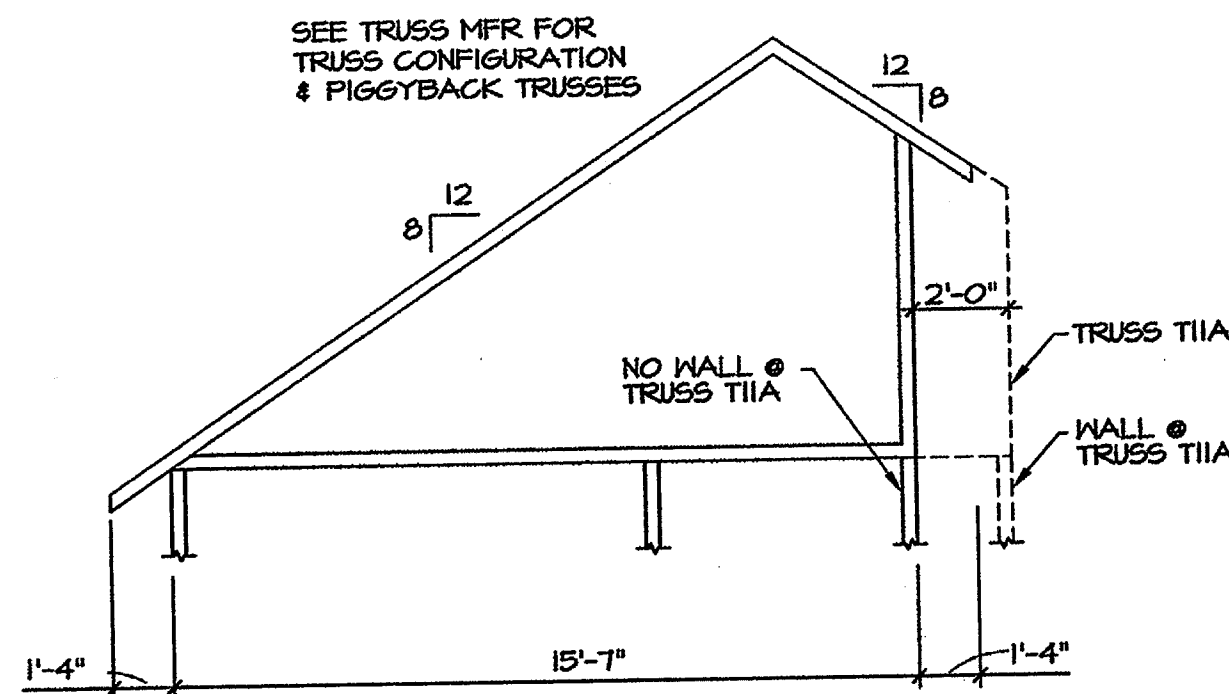 SEE TRUSS MFR FOR
TRUSS CONFIGURATION
& PIGGYBACK TRUSSES
12
8
12
8
2'-0"
TRUSS T11A
NO WALL @
TRUSS T11A
WALL @
TRUSS T11A
1'-4"
15'-7"
1'-4"